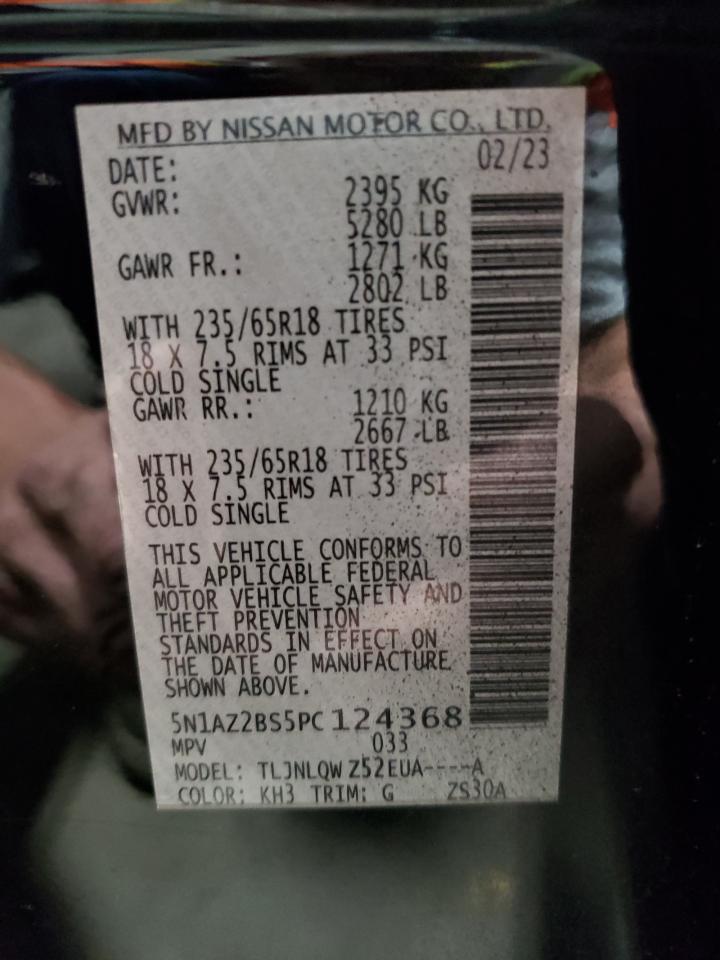 MFD BY NISSAN MOTOR CO., LTD.
DATE: 02/23
GVWR: 2395 KG
5280 LB
GAWR FR.: 1271 KG
2802 LB
WITH 235/65R18 TIRES
18 X 7.5 RIMS AT 33 PSI
COLD SINGLE
GAWR RR.: 1210 KG
2667 LB
WITH 235/65R18 TIRES
18 X 7.5 RIMS AT 33 PSI
COLD SINGLE
THIS VEHICLE CONFORMS TO
ALL APPLICABLE FEDERAL
MOTOR VEHICLE SAFETY AND
THEFT PREVENTION
STANDARDS IN EFFECT ON
THE DATE OF MANUFACTURE
SHOWN ABOVE.
5N1AZ2BS5PC124368
MPV 033
MODEL: TLJNLQWZ52EUA----A
COLOR: KH3 TRIM: G ZS30A